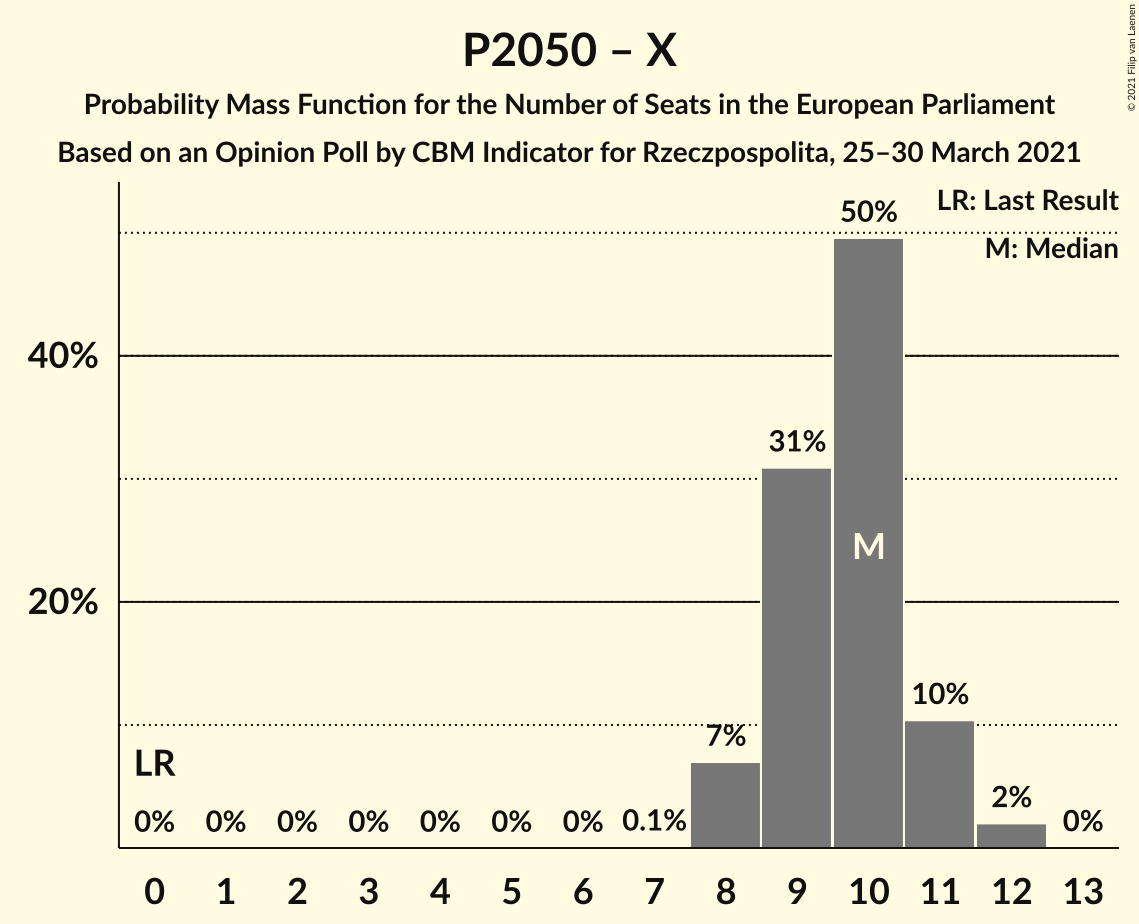 P2050 – X
Probability Mass Function for the Number of Seats in the European Parliament
Based on an Opinion Poll by CBM Indicator for Rzeczpospolita, 25–30 March 2021
© 2021 Filip van Laenen
LR: Last Result
M: Median
50%
40%
31%
M
20%
10%
7%
LR
2%
0% 0% 0% 0% 0% 0% 0% 0.1% 0%
0 1 2 3 4 5 6 7 8 9 10 11 12 13